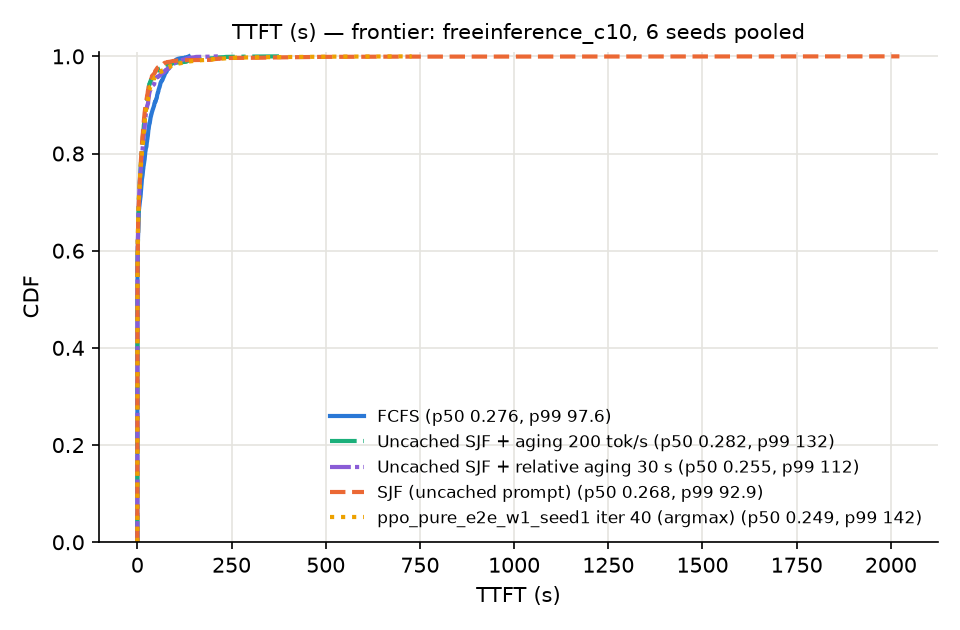 TTFT (s) — frontier: freeinference_c10, 6 seeds pooled
1.0
0.8
0.6
0.4
0.2
0.0
CDF
FCFS (p50 0.276, p99 97.6)
Uncached SJF + aging 200 tok/s (p50 0.282, p99 132)
Uncached SJF + relative aging 30 s (p50 0.255, p99 112)
SJF (uncached prompt) (p50 0.268, p99 92.9)
ppo_pure_e2e_w1_seed1 iter 40 (argmax) (p50 0.249, p99 142)
0 250 500 750 1000 1250 1500 1750 2000
TTFT (s)